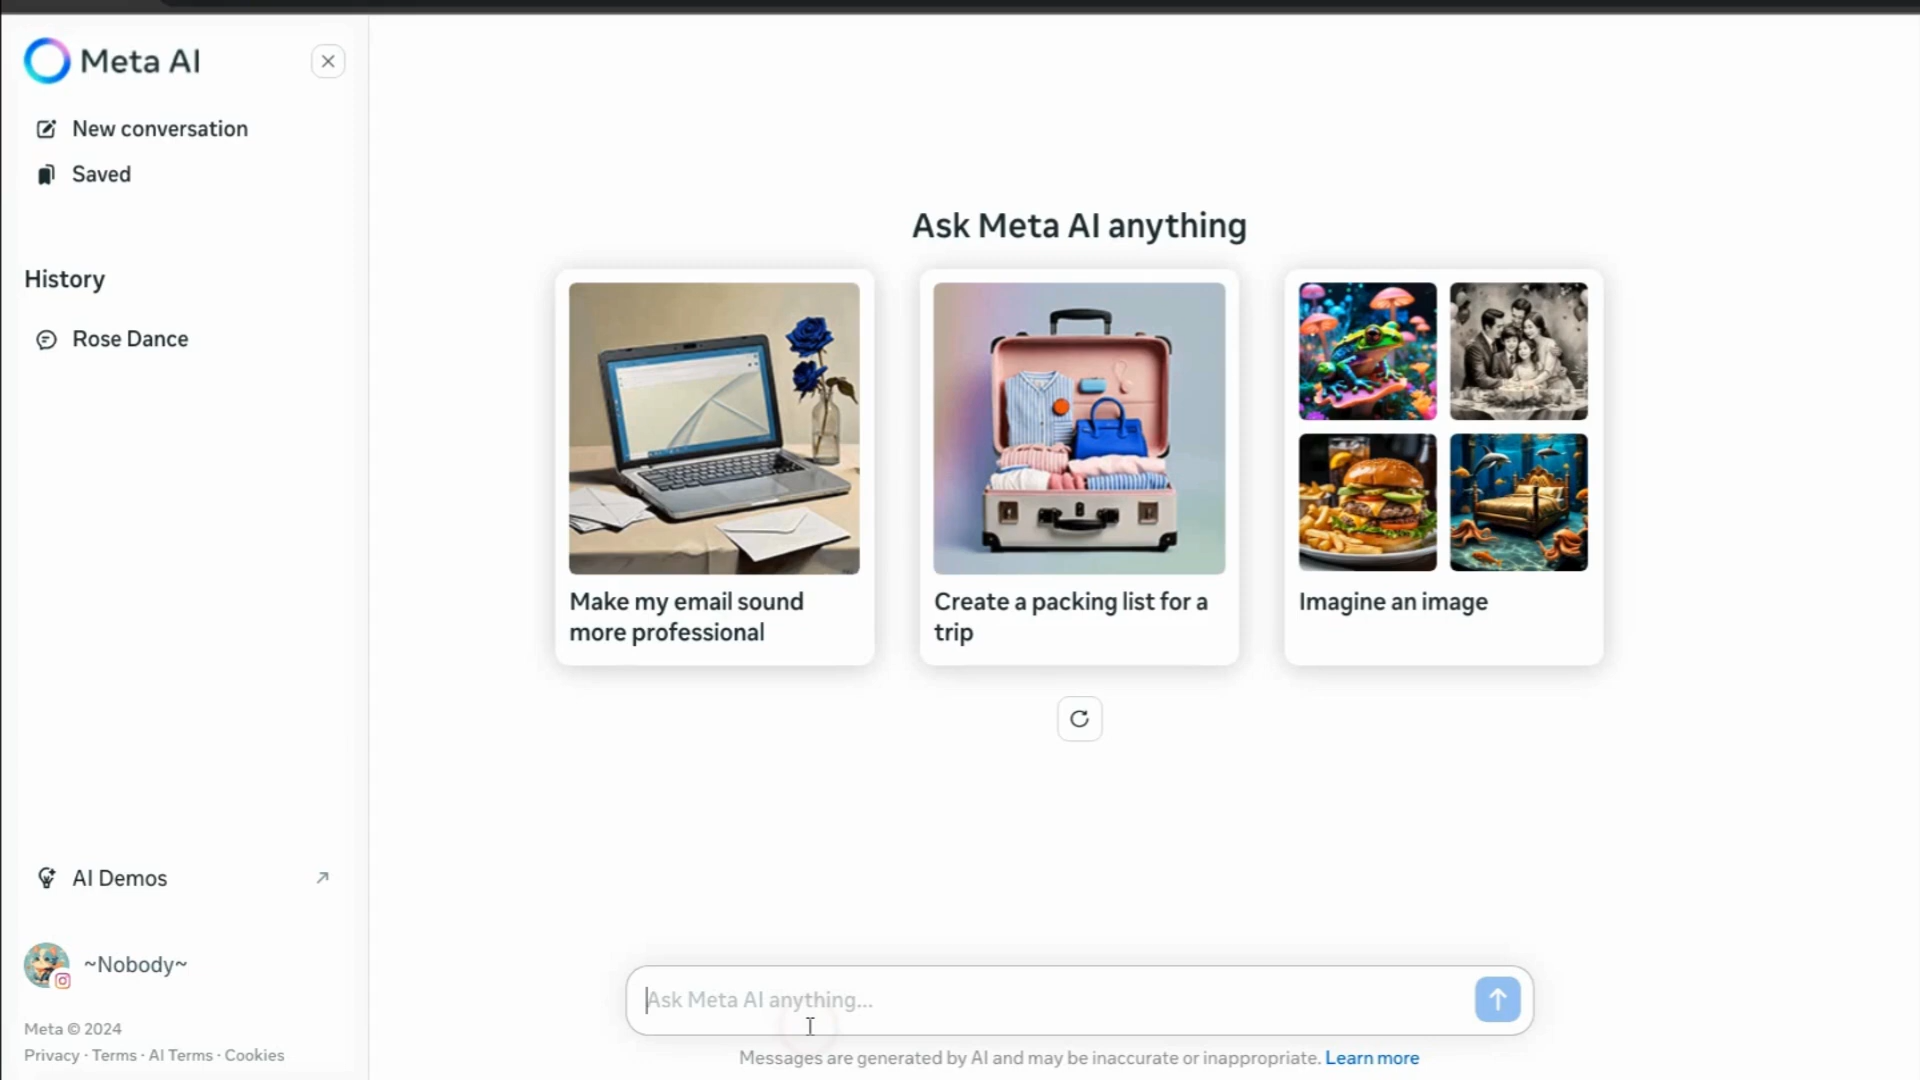 Meta AI
New conversation
Saved
History
Rose Dance
AI Demos
~Nobody~
Meta © 2024
Privacy · Terms · AI Terms · Cookies
Ask Meta AI anything
Make my email sound
more professional
Create a packing list for a
trip
Imagine an image
Ask Meta AI anything...
Messages are generated by AI and may be inaccurate or inappropriate. Learn more